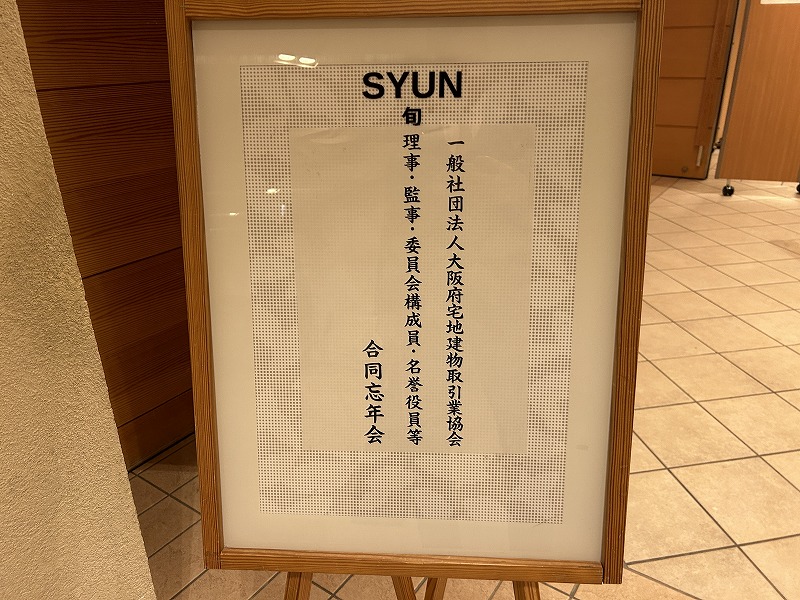 SYUN
旬
一般社団法人大阪府宅地建物取引業協会
理事・監事・委員会構成員・名誉役員等
合同忘年会